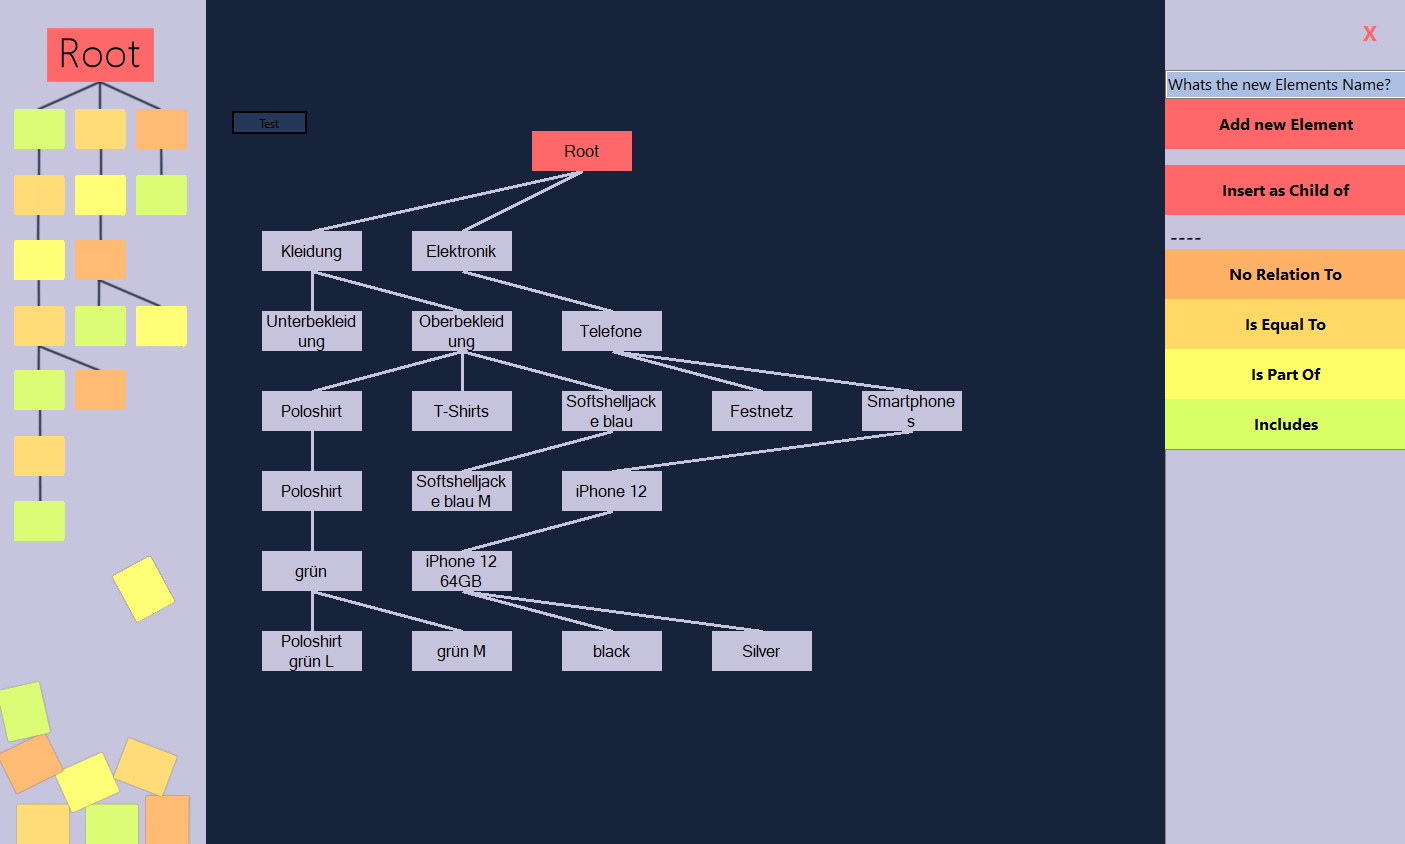 Root
Test
Root
Kleidung
Elektronik
Unterbekleid
ung
Oberbekleid
ung
Telefone
Poloshirt
T-Shirts
Softshelljack
e blau
Festnetz
Smartphone
s
Poloshirt
Softshelljack
e blau M
iPhone 12
grün
iPhone 12
64GB
Poloshirt
grün L
grün M
black
Silver
X
Whats the new Elements Name?
Add new Element
Insert as Child of
----
No Relation To
Is Equal To
Is Part Of
Includes